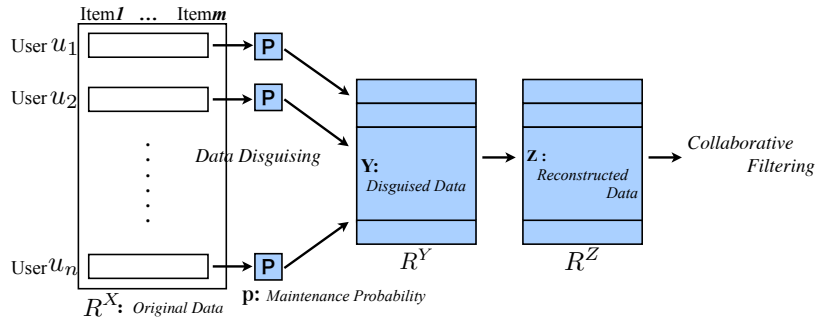 Item1 ... Itemm
User u₁
P
User u₂
P
Data Disguising
Y:
Disguised Data
Z :
Reconstructed
Data
Collaborative
Filtering
User uₙ
P
R^Y
R^Z
R^X: Original Data
p: Maintenance Probability